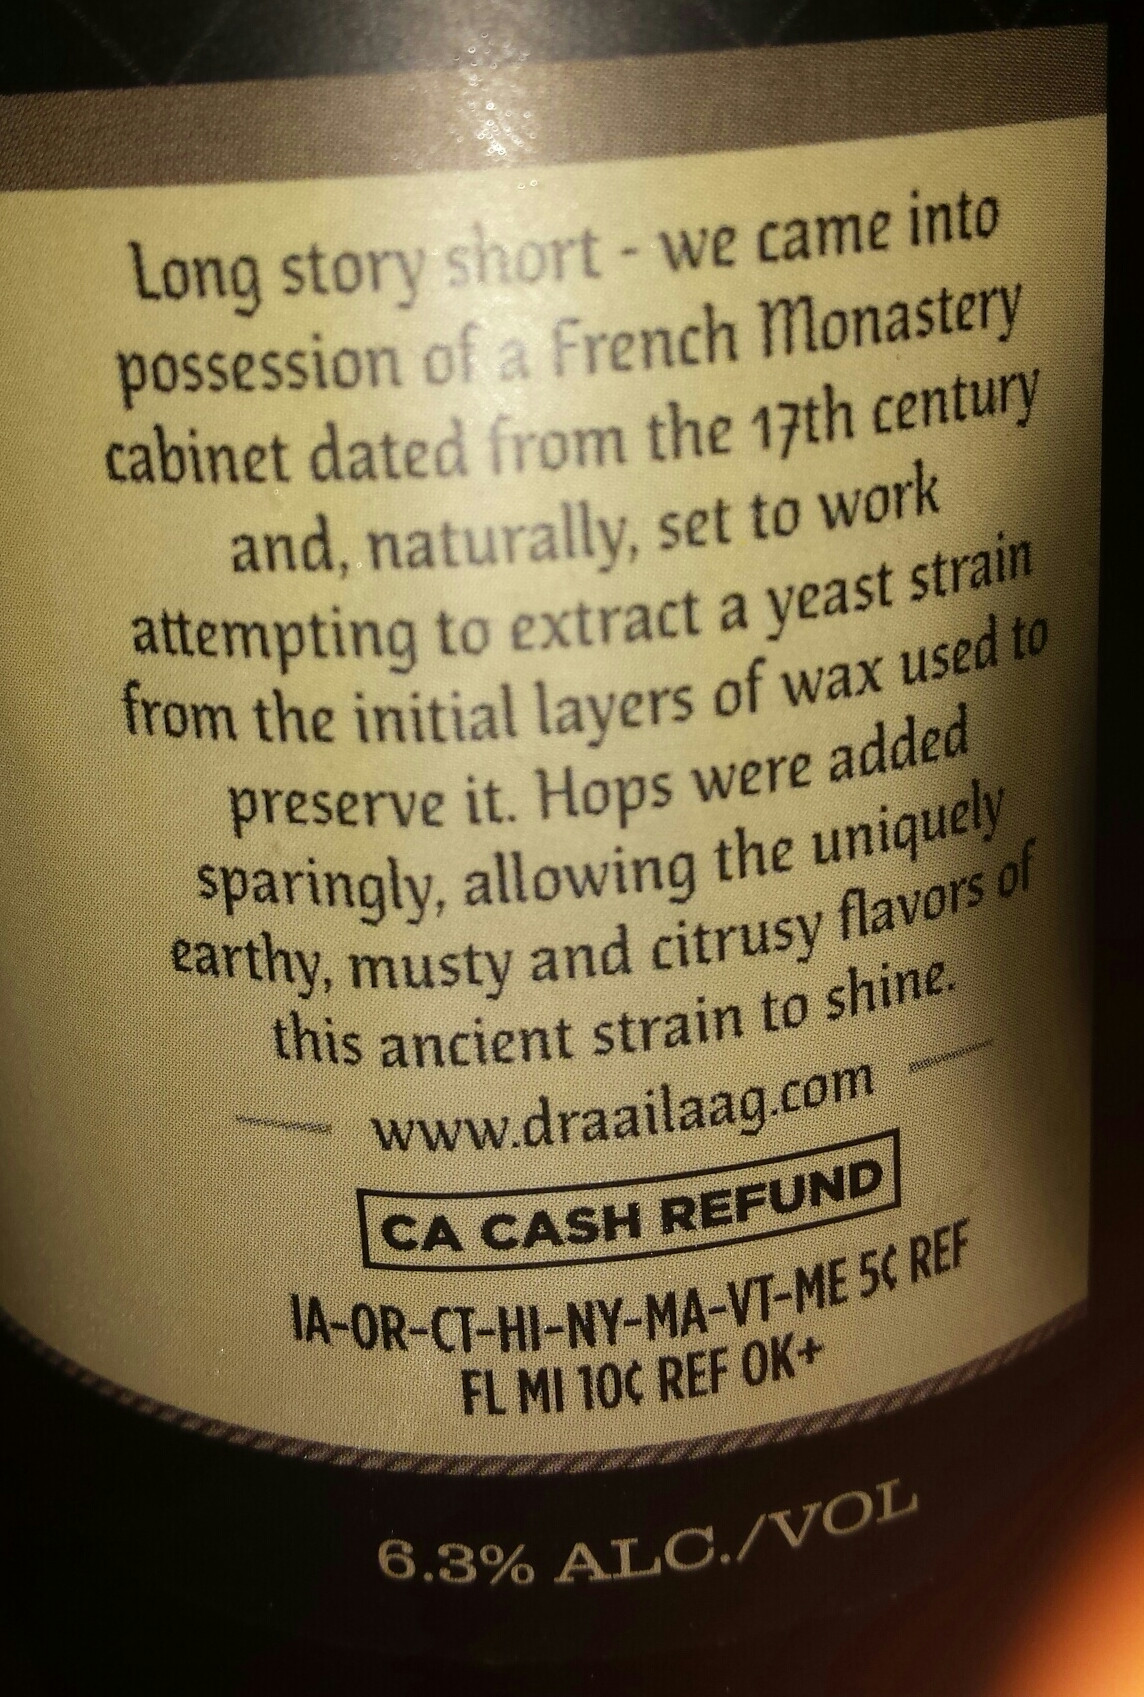 Long story short - we came into
possession of a French Monastery
cabinet dated from the 17th century
and, naturally, set to work
attempting to extract a yeast strain
from the initial layers of wax used to
preserve it. Hops were added
sparingly, allowing the uniquely
earthy, musty and citrusy flavors of
this ancient strain to shine.
www.draailaag.com
CA CASH REFUND
IA-OR-CT-HI-NY-MA-VT-ME 5¢ REF
FL MI 10¢ REF OK+
6.3% ALC./VOL